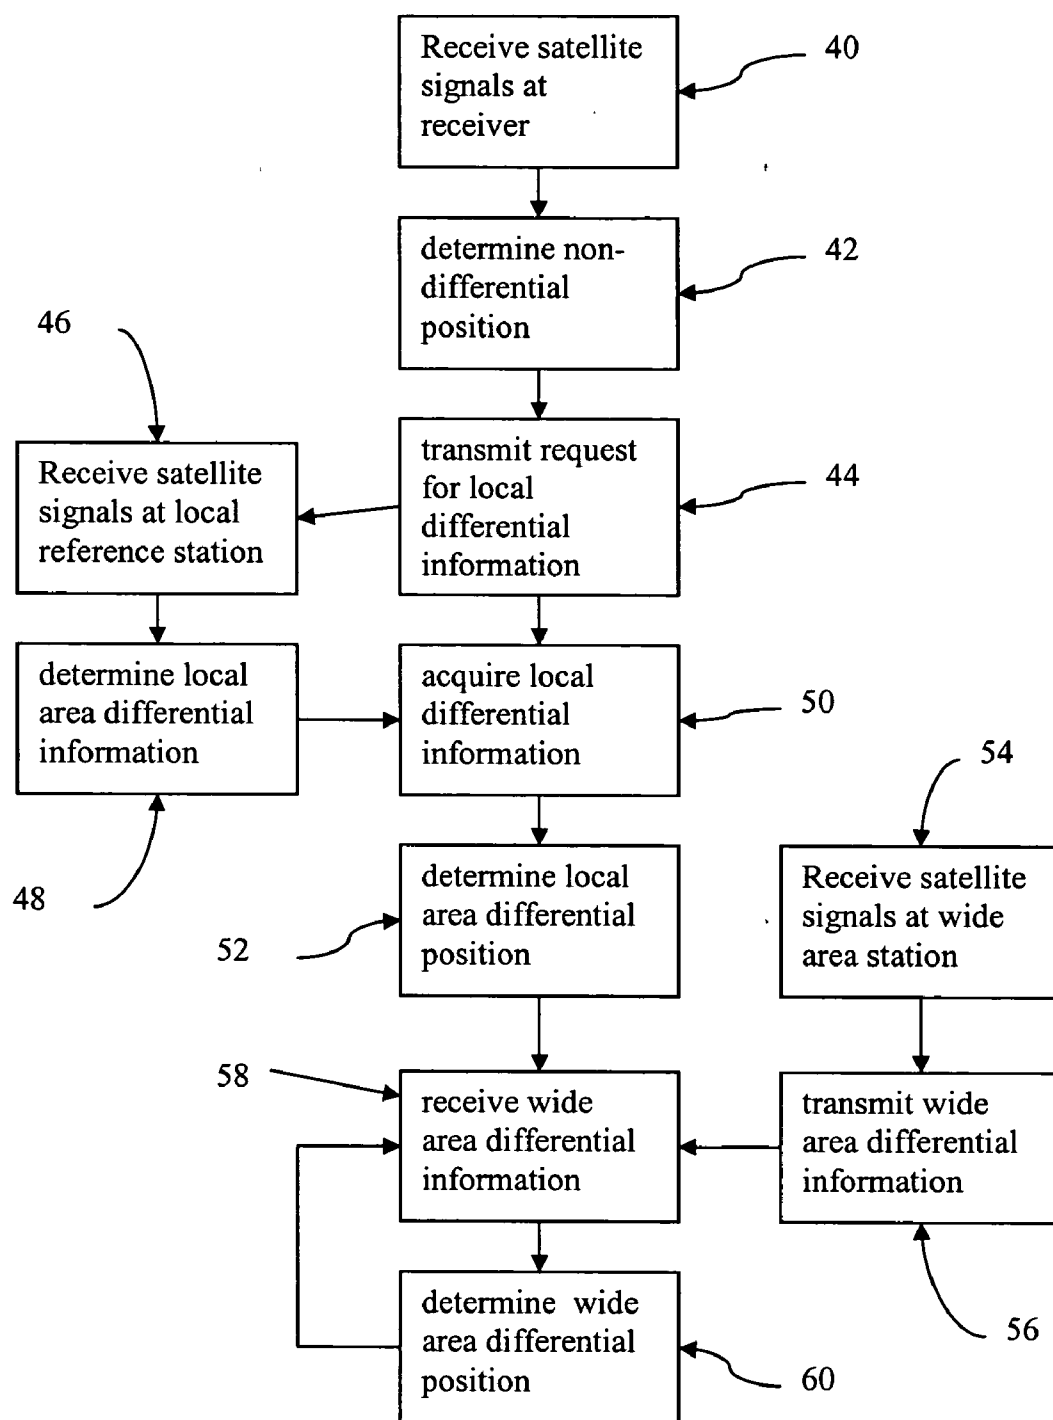 Receive satellite
signals at
receiver
40
determine non-
differential
position
42
46
transmit request
for local
differential
information
44
Receive satellite
signals at local
reference station
determine local
area differential
information
48
acquire local
differential
information
50
54
determine local
area differential
position
52
Receive satellite
signals at wide
area station
58
receive wide
area differential
information
transmit wide
area differential
information
56
determine wide
area differential
position
60